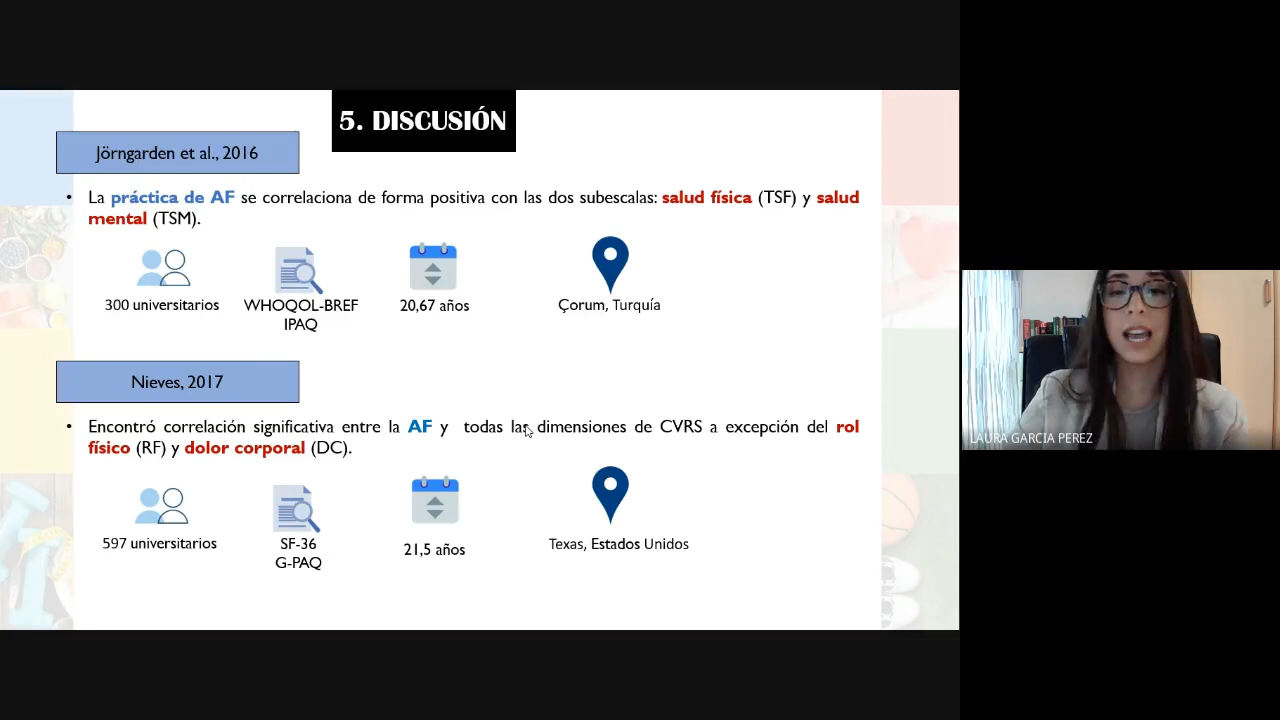 5. DISCUSIÓN
Jörngarden et al., 2016
• La práctica de AF se correlaciona de forma positiva con las dos subescalas: salud física (TSF) y salud
mental (TSM).
300 universitarios
WHOQOL-BREF
IPAQ
20,67 años
Çorum, Turquía
Nieves, 2017
• Encontró correlación significativa entre la AF y todas las dimensiones de CVRS a excepción del rol
físico (RF) y dolor corporal (DC).
597 universitarios
SF-36
G-PAQ
21,5 años
Texas, Estados Unidos
LAURA GARCIA PEREZ